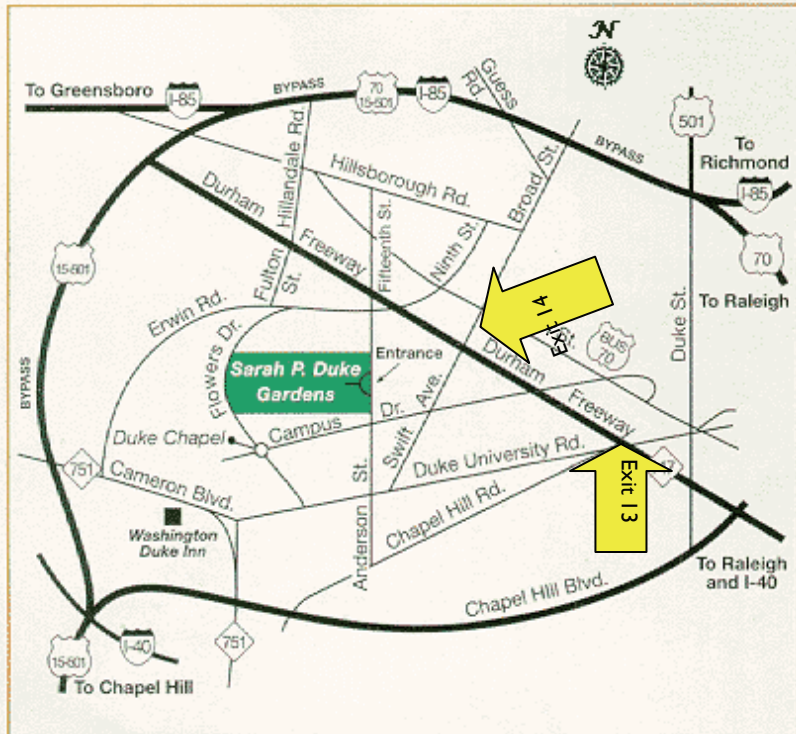 N
To Greensboro
I-85
BYPASS
70
15-501
I-85
Guess
Rd.
501
To
Richmond
I-85
70
To Raleigh
BYPASS
Hillandale Rd.
Hillsborough Rd.
Broad St.
Durham
Freeway
Fifteenth St.
Ninth St.
15-501
Fulton
St.
Erwin Rd.
Exit 14
St.
BUS
70
Duke St.
Flowers Dr.
Entrance
Sarah P. Duke
Gardens
Durham
Freeway
BYPASS
Duke Chapel
Campus
Dr.
Swift
Ave.
Duke University Rd.
751
Cameron Blvd.
Anderson
St.
Chapel Hill Rd.
Exit 13
Washington
Duke Inn
To Raleigh
and I-40
Chapel Hill Blvd.
751
I-40
15-501
To Chapel Hill